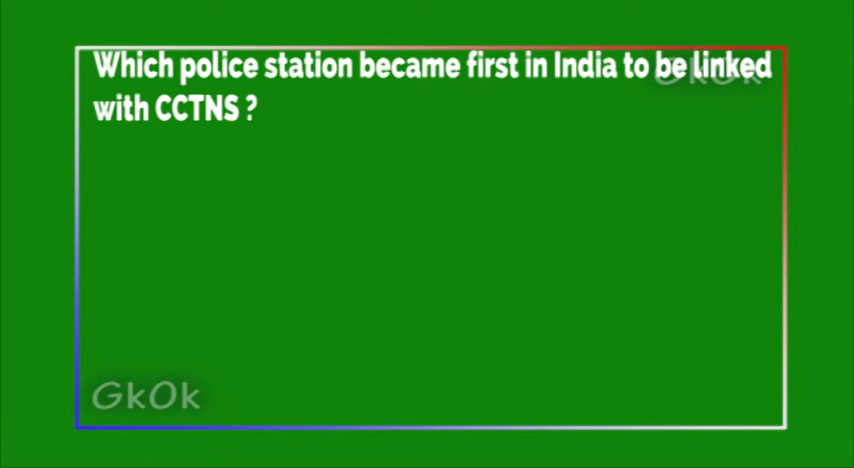 Which police station became first in India to be linked
GkOk
with CCTNS ?
GkOk